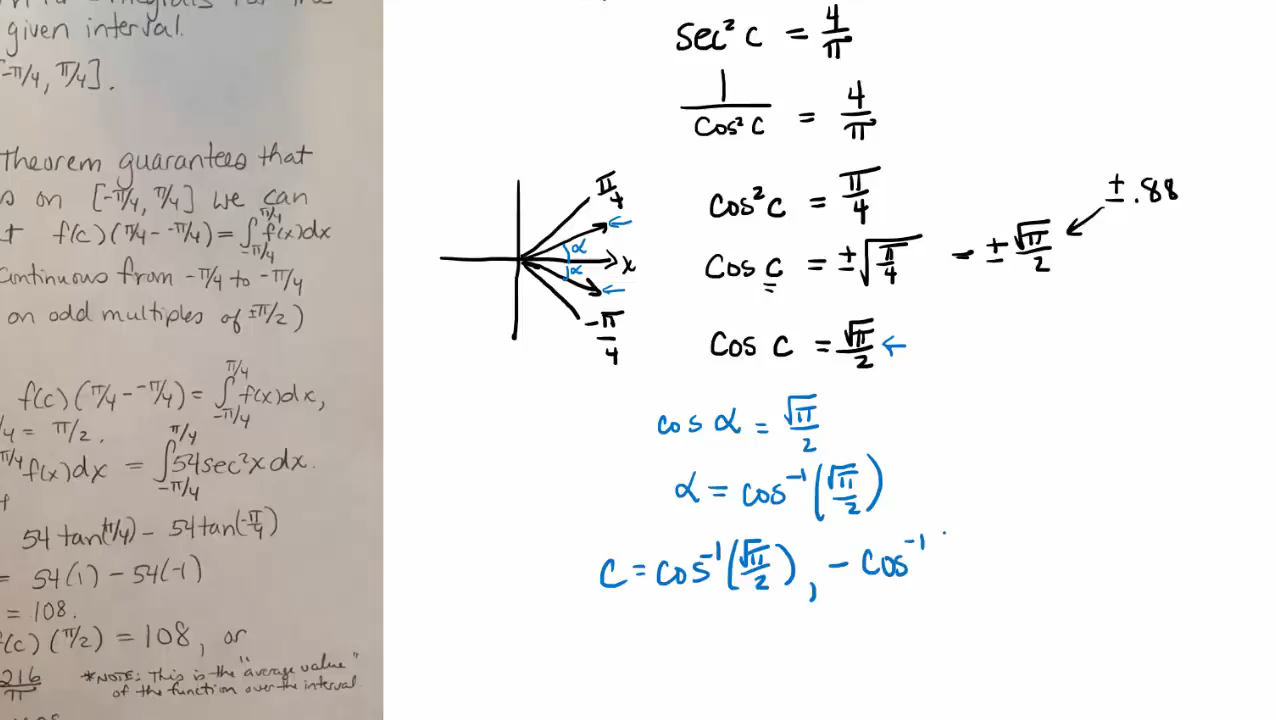 given interval.
-π/4, π/4].
theorem guarantees that
s on [-π/4, π/4] we can
t f(c)(π/4 - -π/4) = ∫_{-π/4}^{π/4} f(x)dx
continuous from -π/4 to -π/4
on odd multiples of ±π/2)
f(c)(π/4 - -π/4) = ∫_{-π/4}^{π/4} f(x)dx,
/4 = π/2.
π/4 f(x)dx = ∫_{-π/4}^{π/4} 54sec²x dx.
54 tan(π/4) - 54 tan(-π/4)
= 54(1) - 54(-1)
= 108.
f(c)(π/2) = 108, or
216/π
*NOTE: This is the "average value"
of the function over the interval.
sec² c = 4/π
1/cos² c = 4/π
cos² c = π/4
cos c = ±√(π/4) = ±√π/2
±.88
cos c = √π/2 ←
π/4
α
x
α
-π/4
cos α = √π/2
α = cos⁻¹(√π/2)
c = cos⁻¹(√π/2), - cos⁻¹